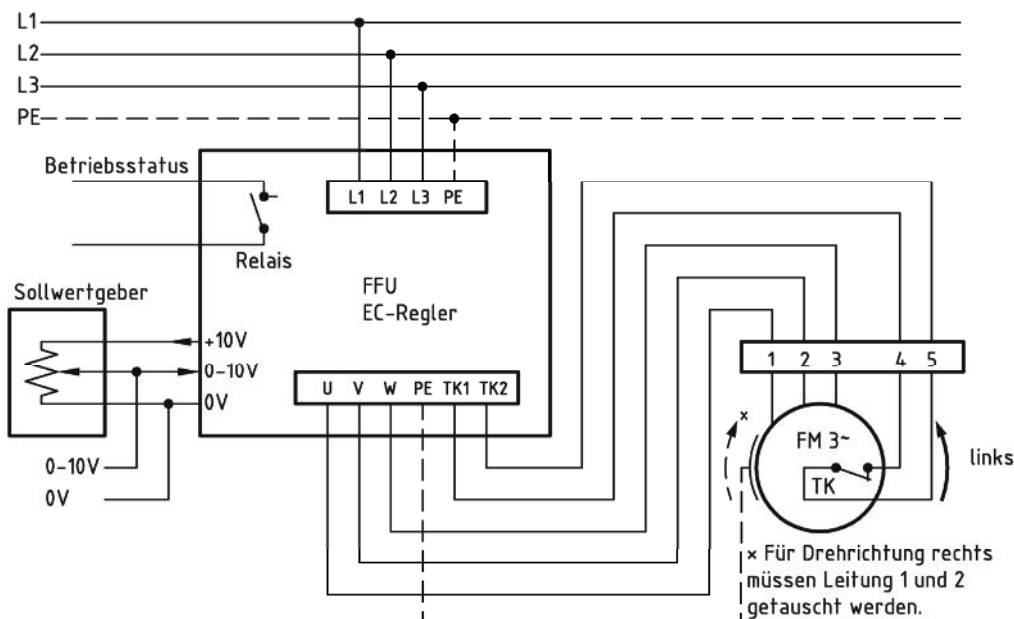 L1
L2
L3
PE
Betriebsstatus
L1 L2 L3 PE
Relais
FFU
EC-Regler
Sollwertgeber
+10V
0-10V
0V
U V W PE TK1 TK2
0-10V
0V
1 2 3 4 5
×
FM 3~
TK
links
× Für Drehrichtung rechts
müssen Leitung 1 und 2
getauscht werden.